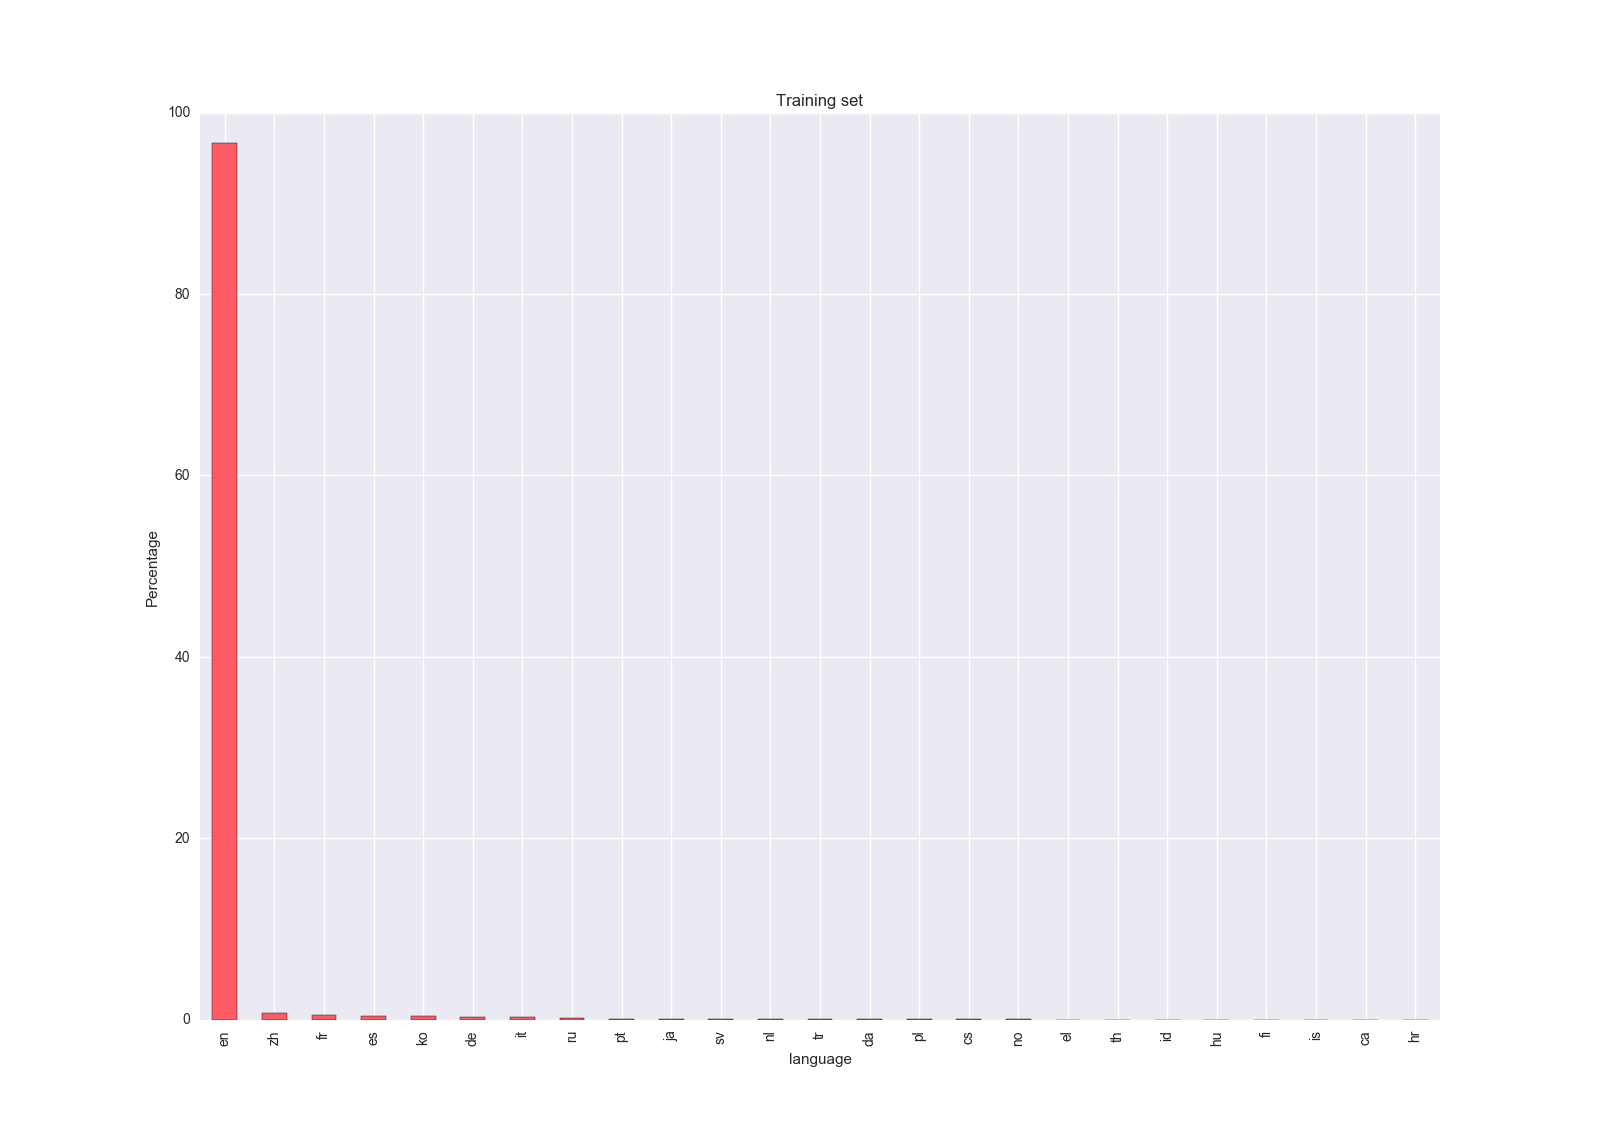 Training set
100
80
60
40
20
0
Percentage
en zh fr es ko de it ru pt ja sv nl tr da pl cs no el th id hu fi is ca hr
language